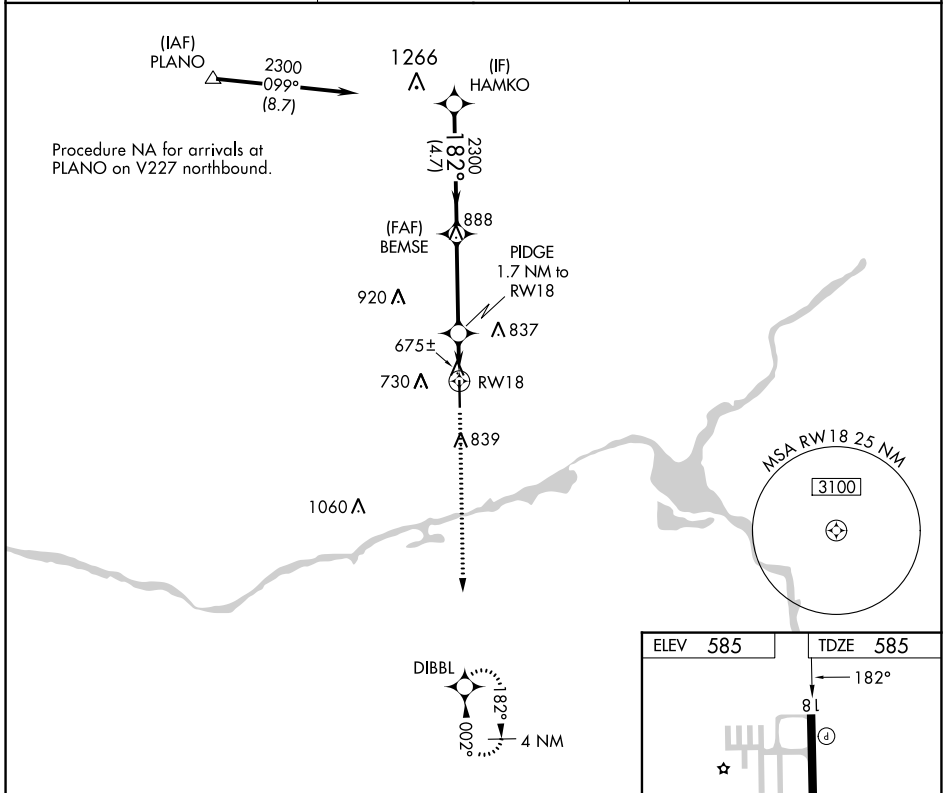 (IAF)
PLANO
2300
099°
(8.7)
1266
(IF)
HAMKO
Procedure NA for arrivals at
PLANO on V227 northbound.
2300
182°
(4.7)
(FAF)
BEMSE
888
PIDGE
1.7 NM to
RW18
920
837
675±
730
RW18
839
1060
MSA RW18 25 NM
3100
DIBBL
182°
002°
4 NM
ELEV 585
TDZE 585
182°
18
P